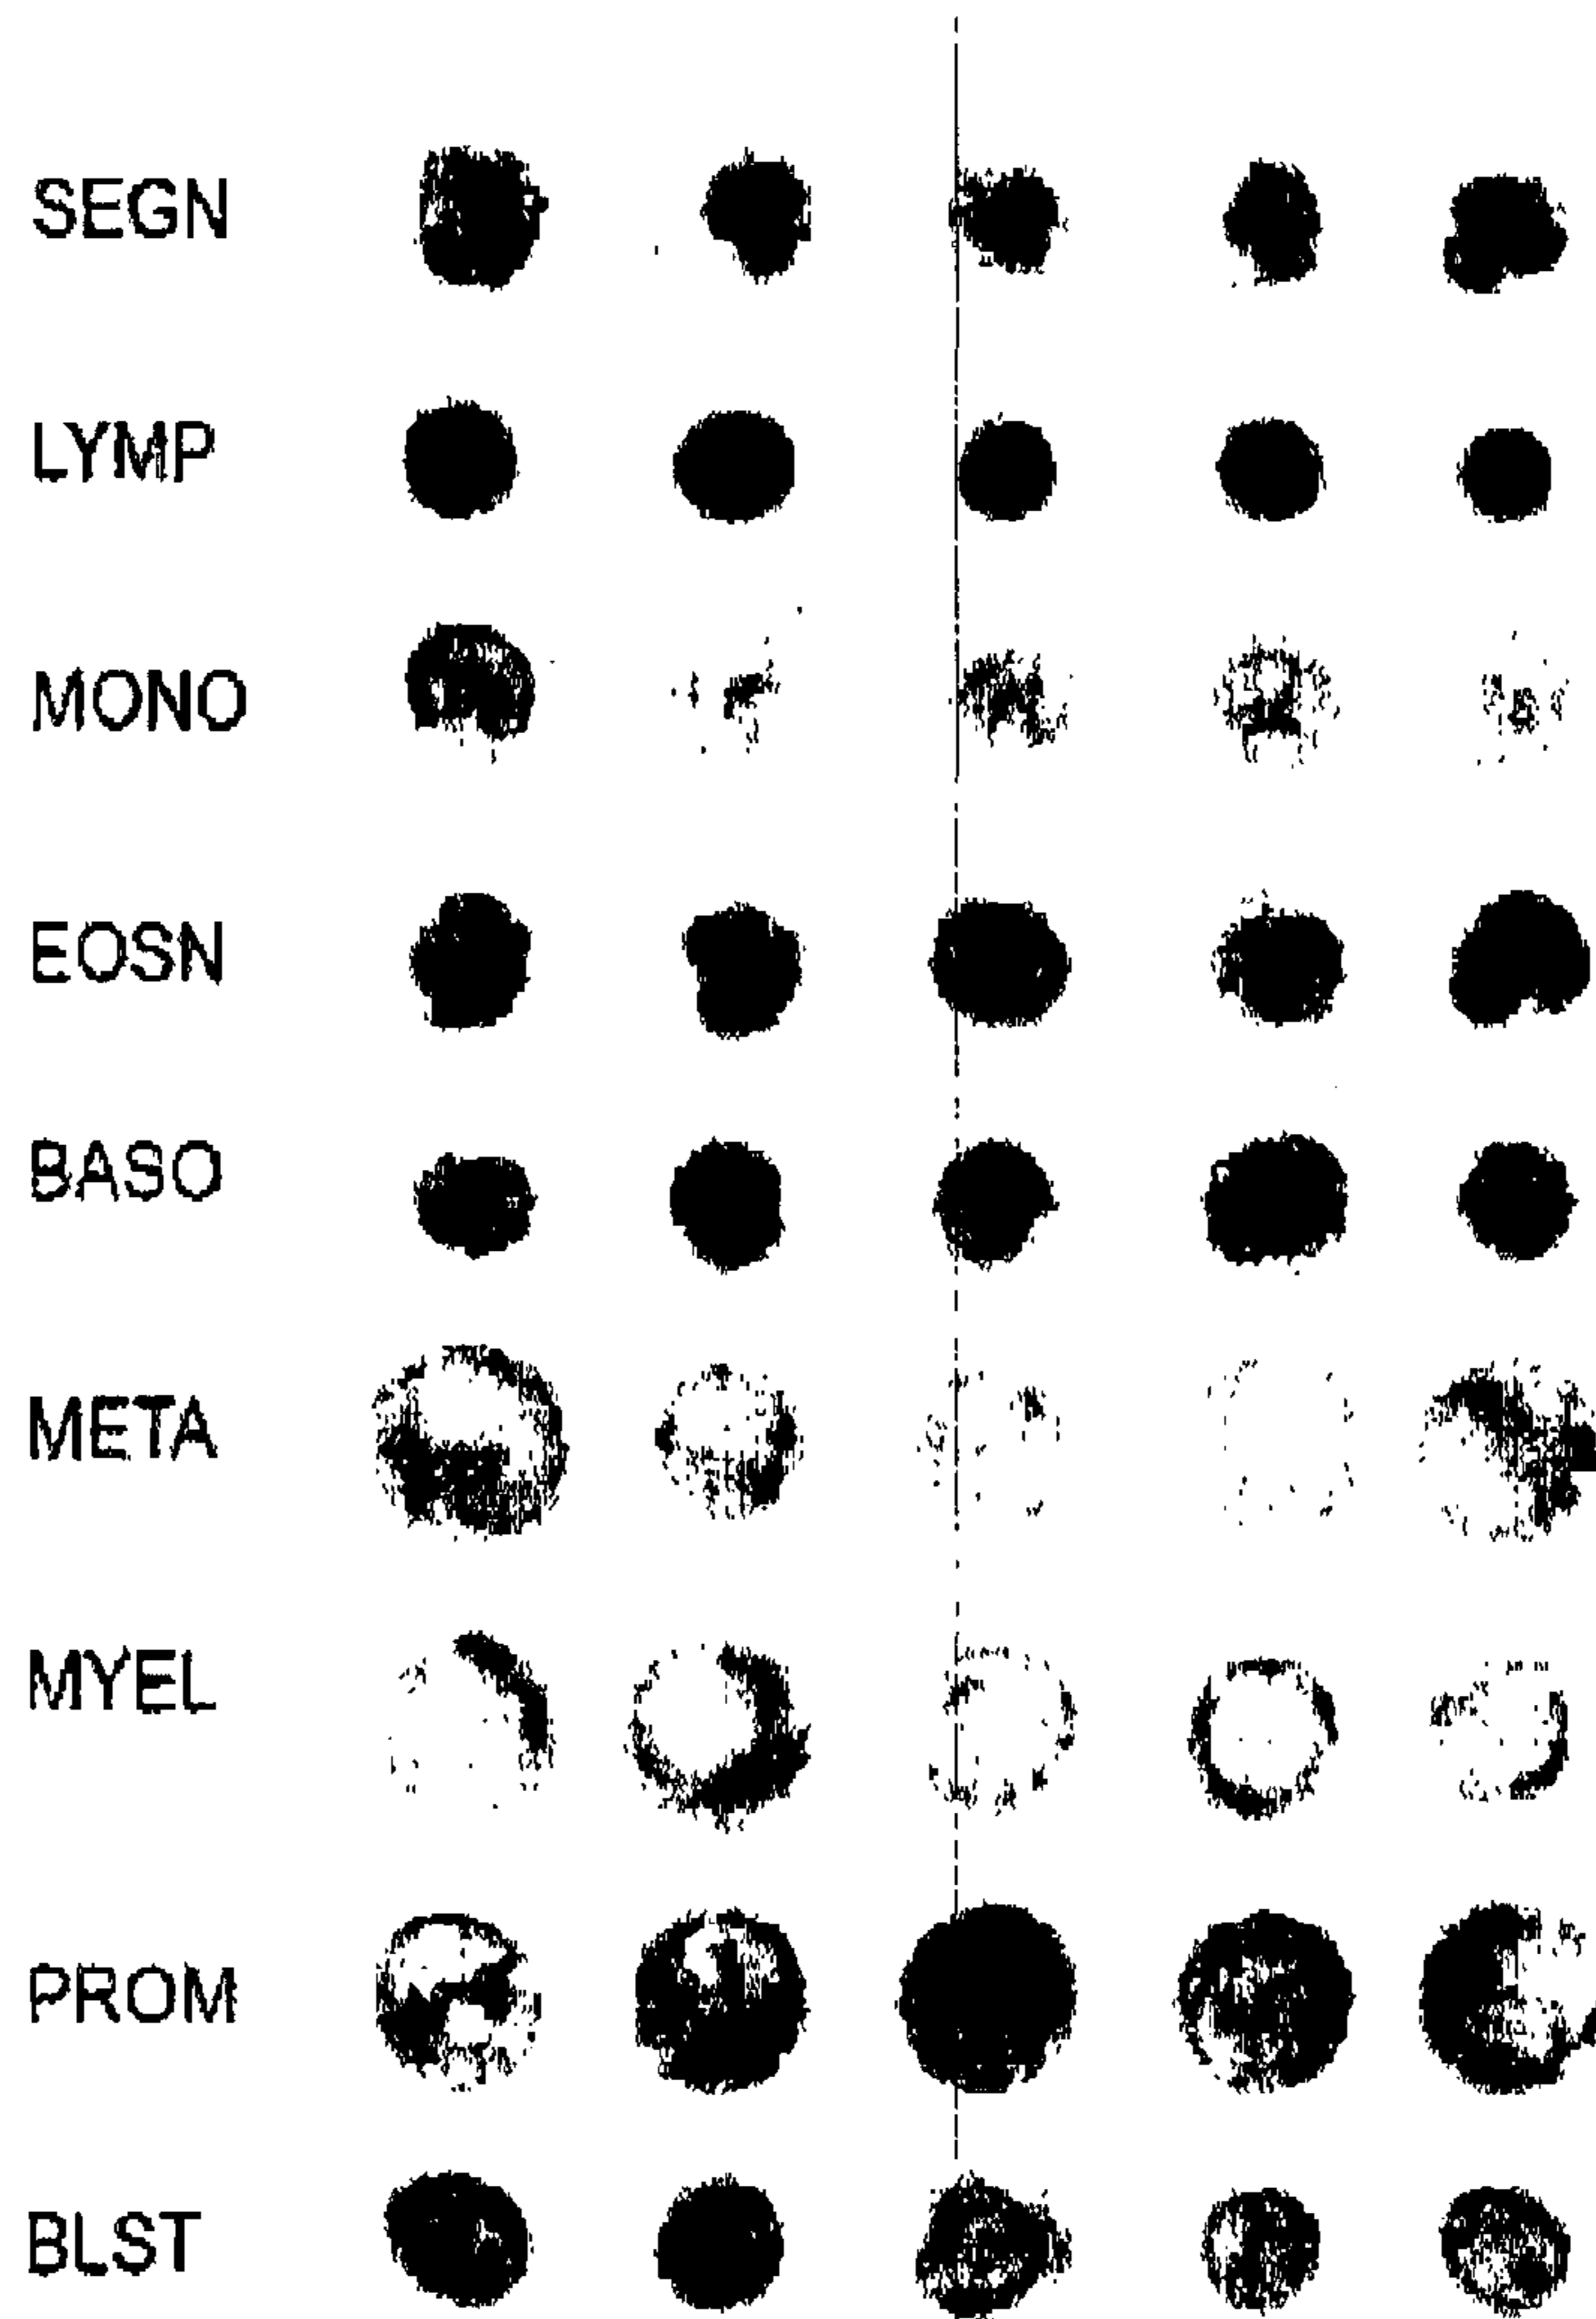 SEGN
LYMP
MONO
EOSN
BASO
META
MYEL
PROM
BLST